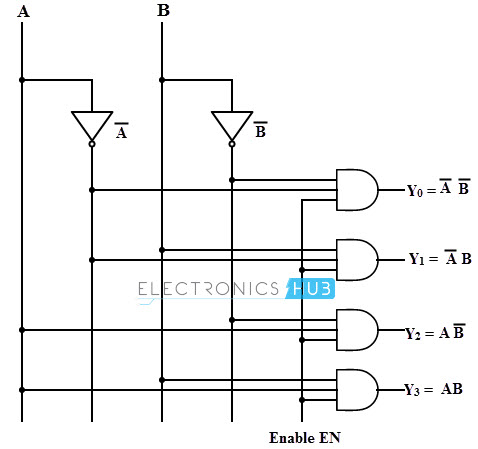 A B
A̅ B̅
Y₀ = A̅ B̅
Y₁ = A̅ B
ELECTRONICS HUB
Y₂ = A B̅
Y₃ = AB
Enable EN